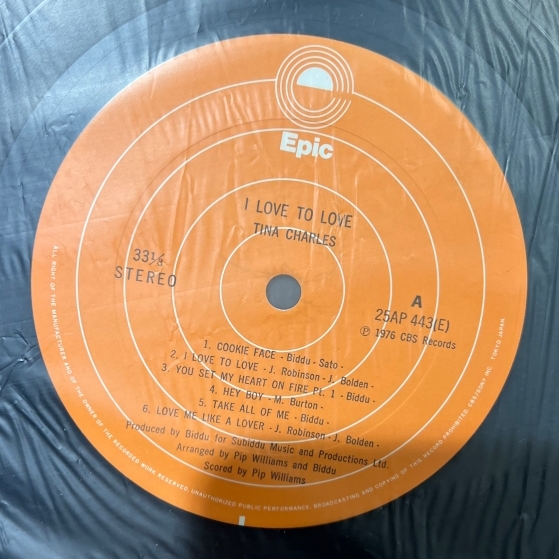 Epic
I LOVE TO LOVE
TINA CHARLES
33⅓
STEREO
A
25AP 443(E)
Ⓟ 1976 CBS Records
1. COOKIE FACE - Biddu - Sato -
2. I LOVE TO LOVE - J. Robinson - J. Bolden -
3. YOU SET MY HEART ON FIRE Pt. 1 - Biddu -
4. HEY BOY - M. Burton -
5. TAKE ALL OF ME - Biddu -
6. LOVE ME LIKE A LOVER - J. Robinson - J. Bolden -
Produced by Biddu for Subiddu Music and Productions Ltd.
Arranged by Pip Williams and Biddu
Scored by Pip Williams
ALL RIGHT OF THE MANUFACTURER AND OF THE OWNER OF THE RECORDED WORK RESERVED. UNAUTHORIZED PUBLIC PERFORMANCE, BROADCASTING AND COPYING OF THIS RECORD PROHIBITED. CBS/SONY INC. TOKYO JAPAN